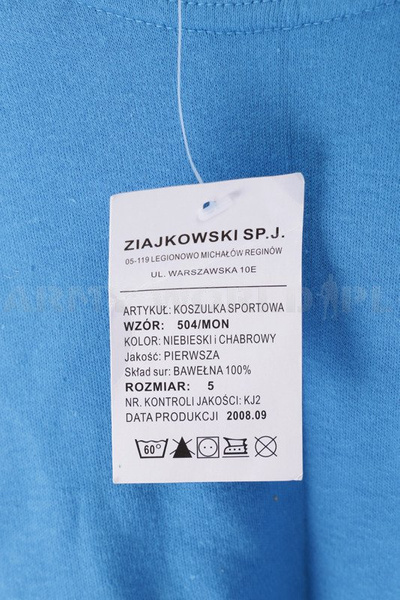 ZIAJKOWSKI SP.J.
05-119 LEGIONOWO MICHAŁÓW REGINÓW
UL. WARSZAWSKA 10E
ARTYKUŁ: KOSZULKA SPORTOWA
WZÓR: 504/MON
KOLOR: NIEBIESKI i CHABROWY
Jakość: PIERWSZA
Skład sur: BAWEŁNA 100%
ROZMIAR: 5
NR. KONTROLI JAKOŚCI: KJ2
DATA PRODUKCJI 2008.09
60°